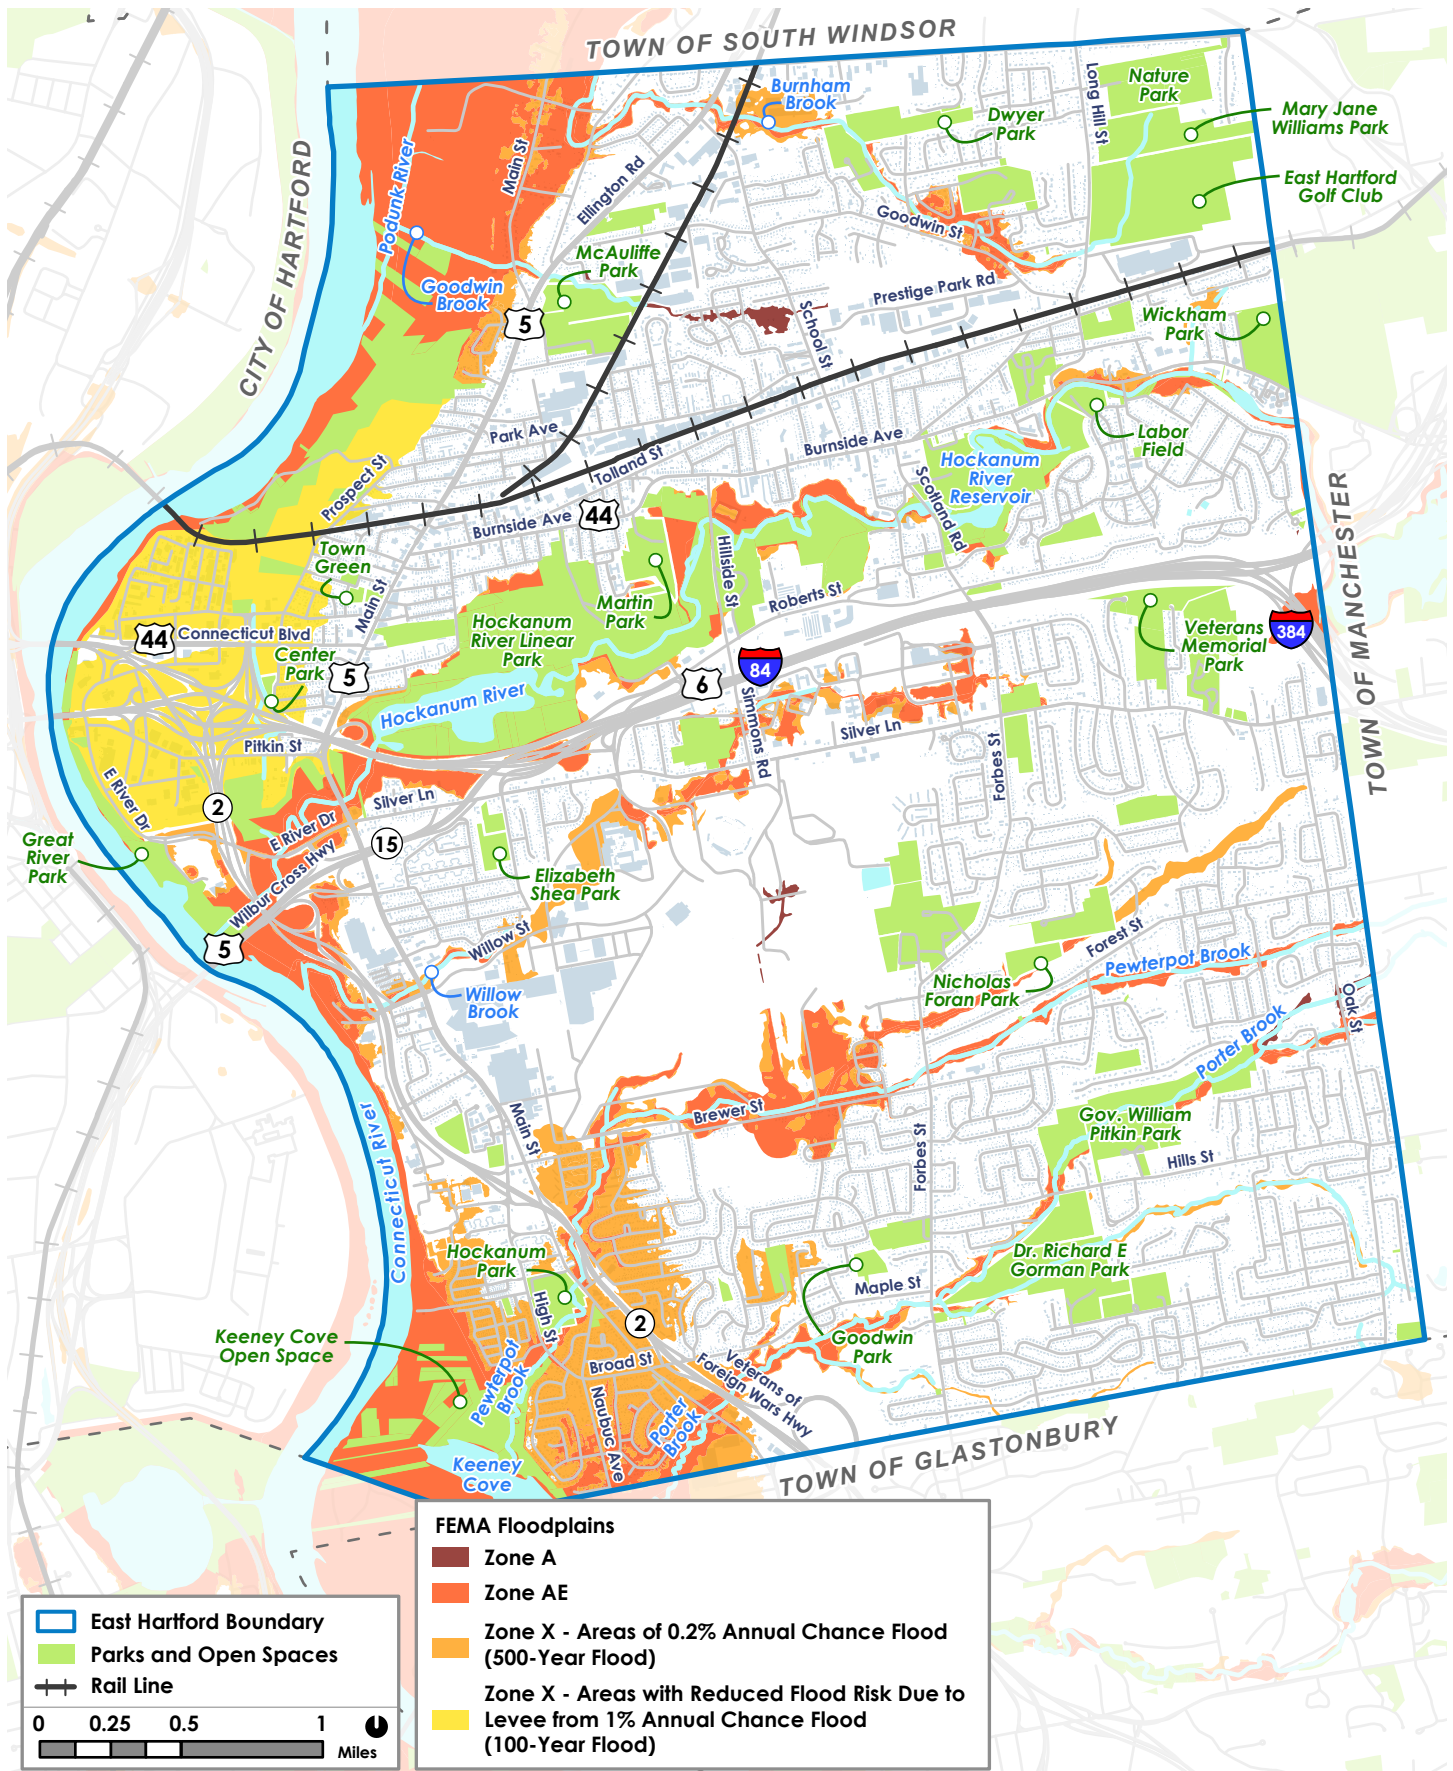 TOWN OF SOUTH WINDSOR
CITY OF HARTFORD
TOWN OF MANCHESTER
TOWN OF GLASTONBURY
Burnham
Brook
Long Hill St
Nature
Park
Mary Jane
Williams Park
Dwyer
Park
East Hartford
Golf Club
Podunk River
Main St
Ellington Rd
Goodwin St
McAuliffe
Park
Goodwin
Brook
5
Prestige Park Rd
School St
Wickham
Park
Park Ave
Tolland St
Burnside Ave
Labor
Field
Hockanum
River
Reservoir
Scotland Rd
Prospect St
Burnside Ave
44
Town
Green
Main St
Hillside St
Roberts St
Martin
Park
Hockanum
River Linear
Park
44
Connecticut Blvd
Center
Park
5
Veterans
Memorial
Park
384
84
6
Hockanum River
Simmons Rd
Silver Ln
Forbes St
Pitkin St
E River Dr
2
Silver Ln
E River Dr
15
Great
River
Park
Wilbur Cross Hwy
Elizabeth
Shea Park
5
Willow St
Willow
Brook
Forest St
Pewterpot Brook
Nicholas
Foran Park
Oak St
Porter Brook
Brewer St
Main St
Gov. William
Pitkin Park
Forbes St
Hills St
Connecticut River
Hockanum
Park
High St
Dr. Richard E
Gorman Park
Maple St
2
Goodwin
Park
Keeney Cove
Open Space
Broad St
Veterans of
Foreign Wars Hwy
Pewterpot
Brook
Naubuc Ave
Porter
Brook
Keeney
Cove
FEMA Floodplains
Zone A
Zone AE
Zone X - Areas of 0.2% Annual Chance Flood
(500-Year Flood)
Zone X - Areas with Reduced Flood Risk Due to
Levee from 1% Annual Chance Flood
(100-Year Flood)
East Hartford Boundary
Parks and Open Spaces
Rail Line
0 0.25 0.5 1
Miles